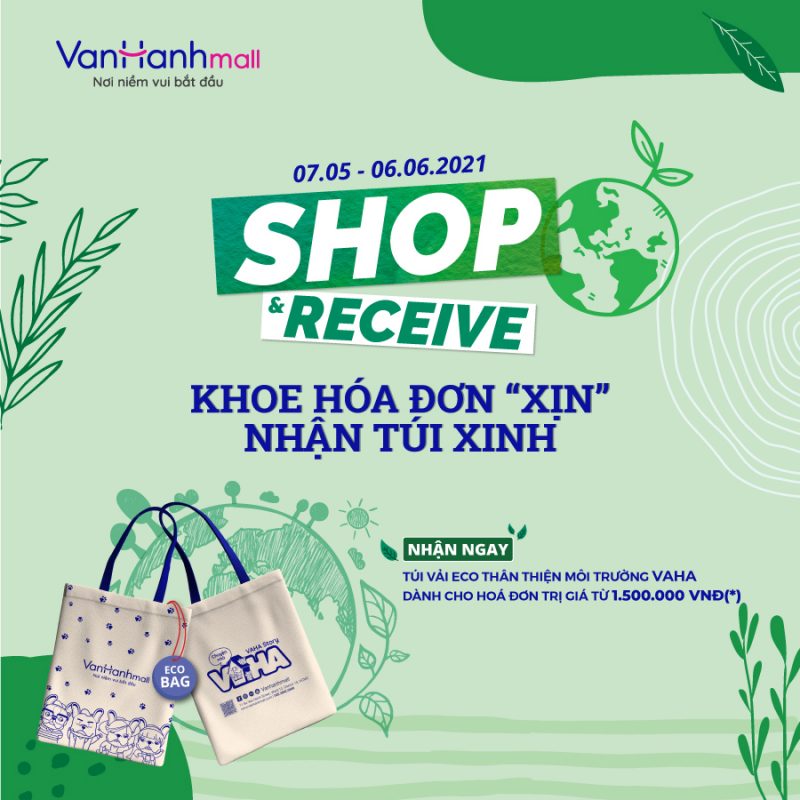 VanHanhmall
Nơi niềm vui bắt đầu
07.05 - 06.06.2021
SHOP
& RECEIVE
KHOE HÓA ĐƠN “XỊN”
NHẬN TÚI XINH
NHẬN NGAY
TÚI VẢI ECO THÂN THIỆN MÔI TRƯỜNG VAHA
DÀNH CHO HOÁ ĐƠN TRỊ GIÁ TỪ 1.500.000 VNĐ(*)
VanHanhmall
Nơi niềm vui bắt đầu
ECO
BAG
Chuyện
VAHA Story
VAHA
Vanhanhmall